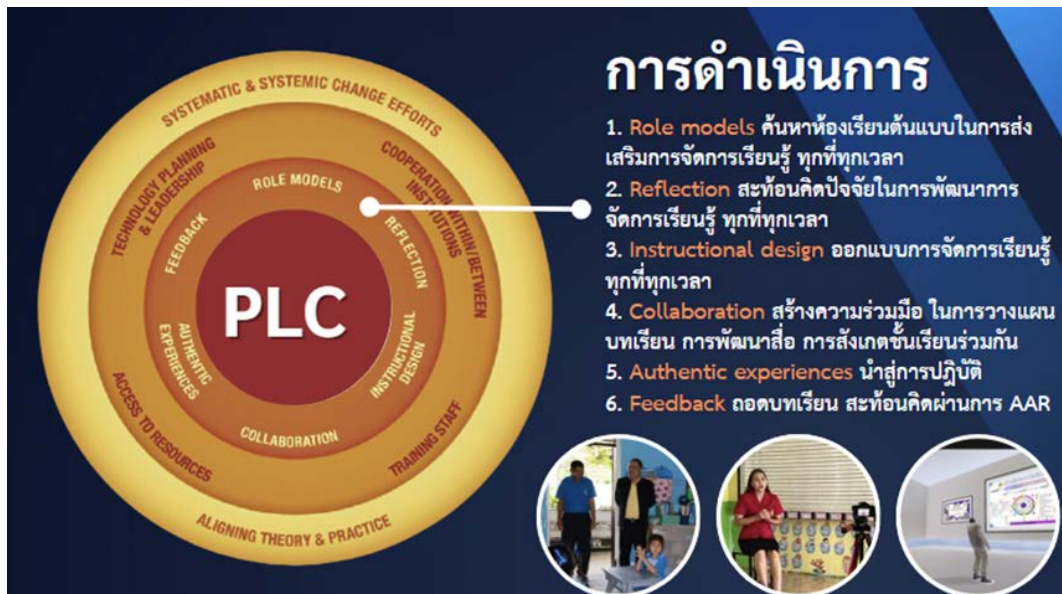 SYSTEMATIC & SYSTEMIC CHANGE EFFORTS
TECHNOLOGY PLANNING
& LEADERSHIP
COOPERATION WITHIN/BETWEEN
INSTITUTIONS
ROLE MODELS
FEEDBACK
REFLECTION
PLC
AUTHENTIC
EXPERIENCES
INSTRUCTIONAL
DESIGN
COLLABORATION
ACCESS TO RESOURCES
TRAINING STAFF
ALIGNING THEORY & PRACTICE
การดำเนินการ
1. Role models ค้นหาห้องเรียนต้นแบบในการส่ง
เสริมการจัดการเรียนรู้ ทุกที่ทุกเวลา
2. Reflection สะท้อนคิดปัจจัยในการพัฒนาการ
จัดการเรียนรู้ ทุกที่ทุกเวลา
3. Instructional design ออกแบบการจัดการเรียนรู้
ทุกที่ทุกเวลา
4. Collaboration สร้างความร่วมมือ ในการวางแผน
บทเรียน การพัฒนาสื่อ การสังเกตชั้นเรียนร่วมกัน
5. Authentic experiences นำสู่การปฏิบัติ
6. Feedback ถอดบทเรียน สะท้อนคิดผ่านการ AAR